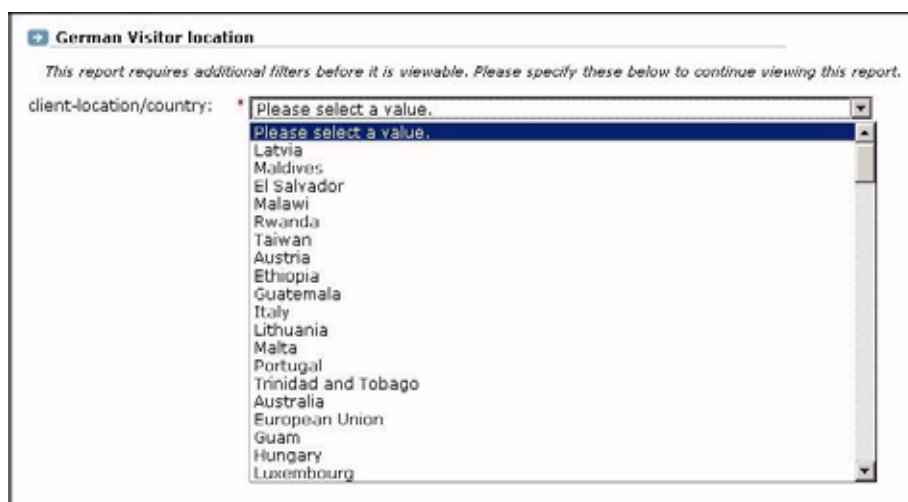 German Visitor location
This report requires additional filters before it is viewable. Please specify these below to continue viewing this report.
client-location/country: * Please select a value.
Please select a value.
Latvia
Maldives
El Salvador
Malawi
Rwanda
Taiwan
Austria
Ethiopia
Guatemala
Italy
Lithuania
Malta
Portugal
Trinidad and Tobago
Australia
European Union
Guam
Hungary
Luxembourg